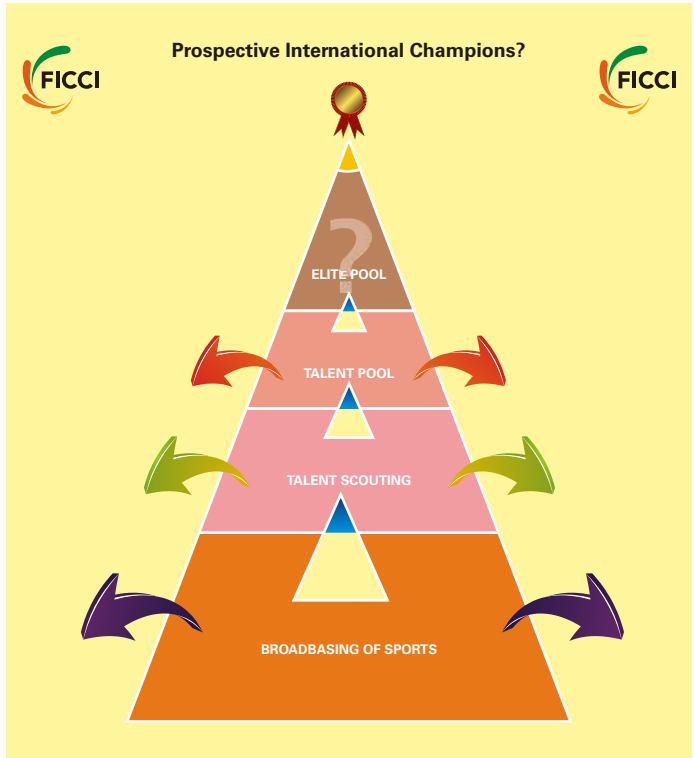 Prospective International Champions?
FICCI
FICCI
?
ELITE POOL
TALENT POOL
TALENT SCOUTING
BROADBASING OF SPORTS